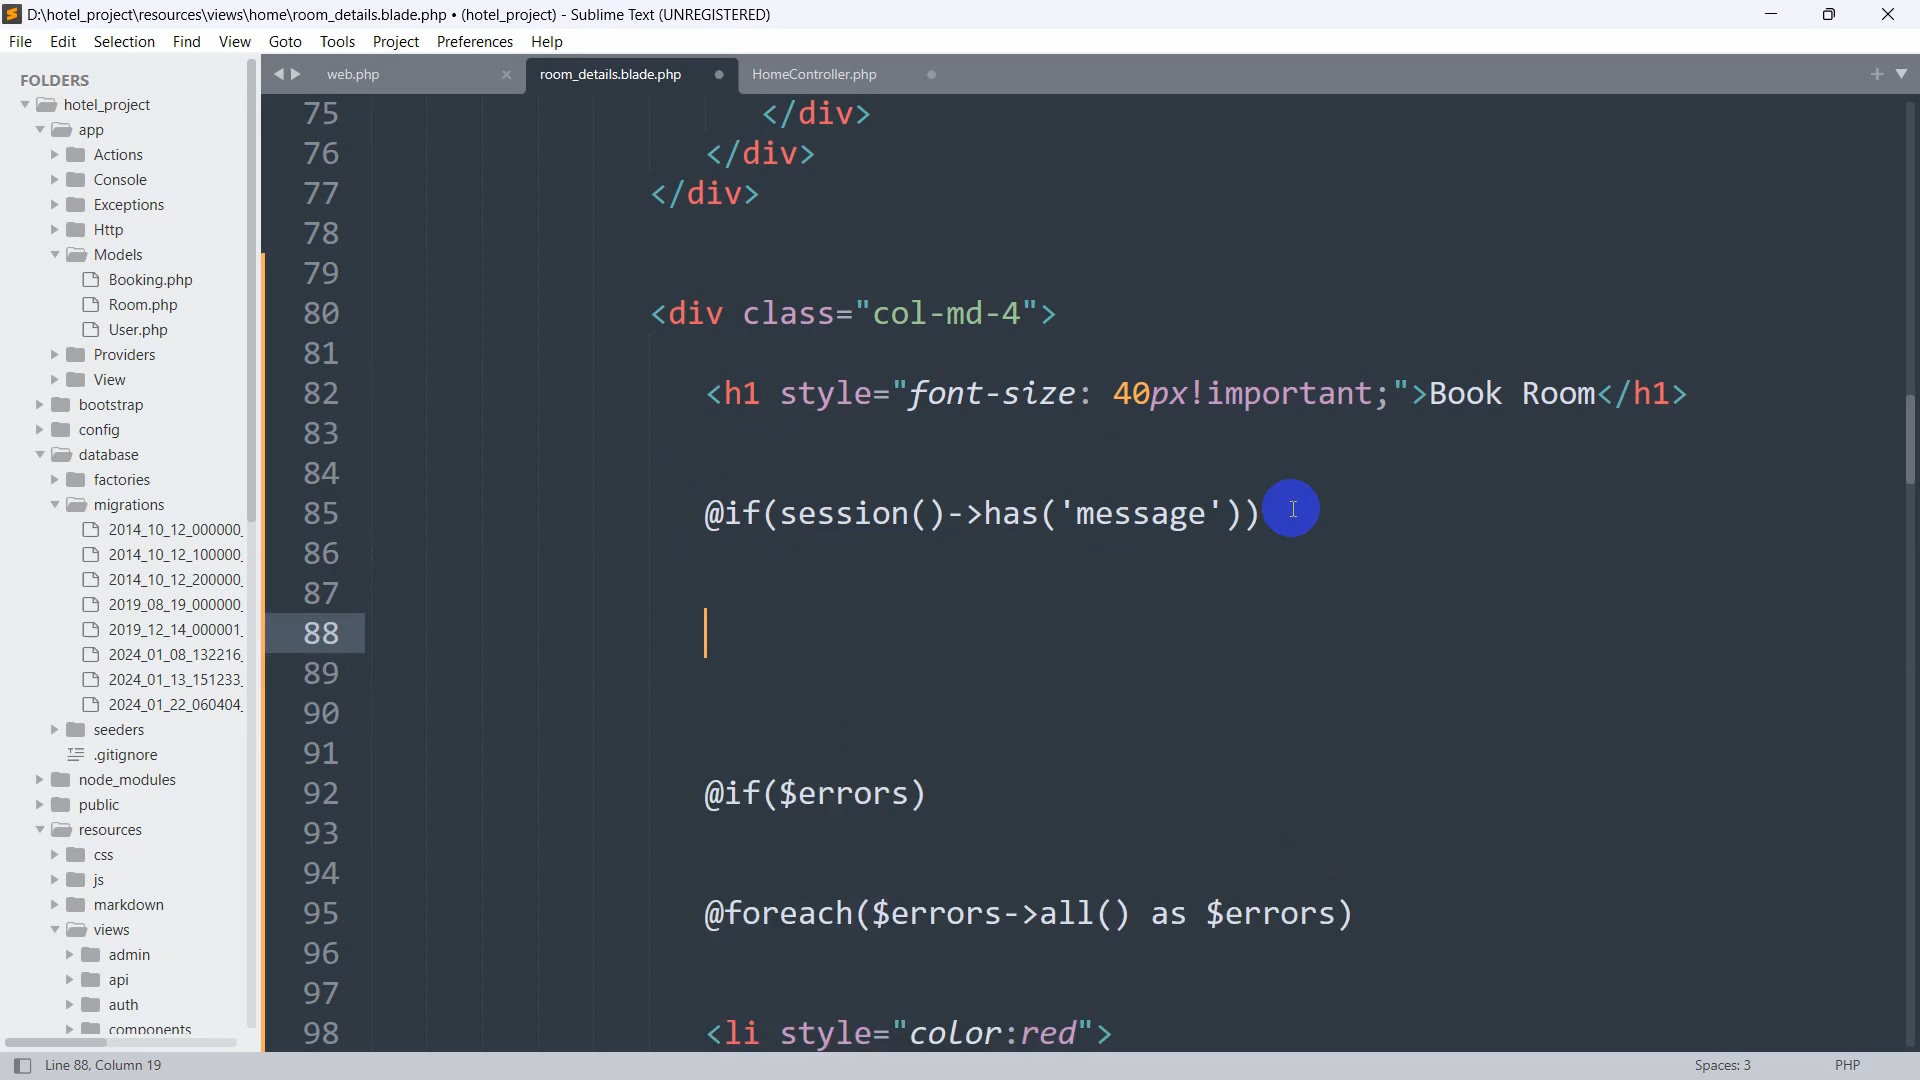 D:\hotel_project\resources\views\home\room_details.blade.php • (hotel_project) - Sublime Text (UNREGISTERED)
File Edit Selection Find View Goto Tools Project Preferences Help
FOLDERS
hotel_project
app
Actions
Console
Exceptions
Http
Models
Booking.php
Room.php
User.php
Providers
View
bootstrap
config
database
factories
migrations
2014_10_12_000000_
2014_10_12_100000_
2014_10_12_200000_
2019_08_19_000000_
2019_12_14_000001_
2024_01_08_132216_
2024_01_13_151233_
2024_01_22_060404_
seeders
.gitignore
node_modules
public
resources
css
js
markdown
views
admin
api
auth
components
web.php room_details.blade.php HomeController.php
75 </div>
76 </div>
77 </div>
78
79
80 <div class="col-md-4">
81
82 <h1 style="font-size: 40px!important;">Book Room</h1>
83
84
85 @if(session()->has('message'))
86
87
88
89
90
91
92 @if($errors)
93
94
95 @foreach($errors->all() as $errors)
96
97
98 <li style="color:red">
Line 88, Column 19 Spaces: 3 PHP